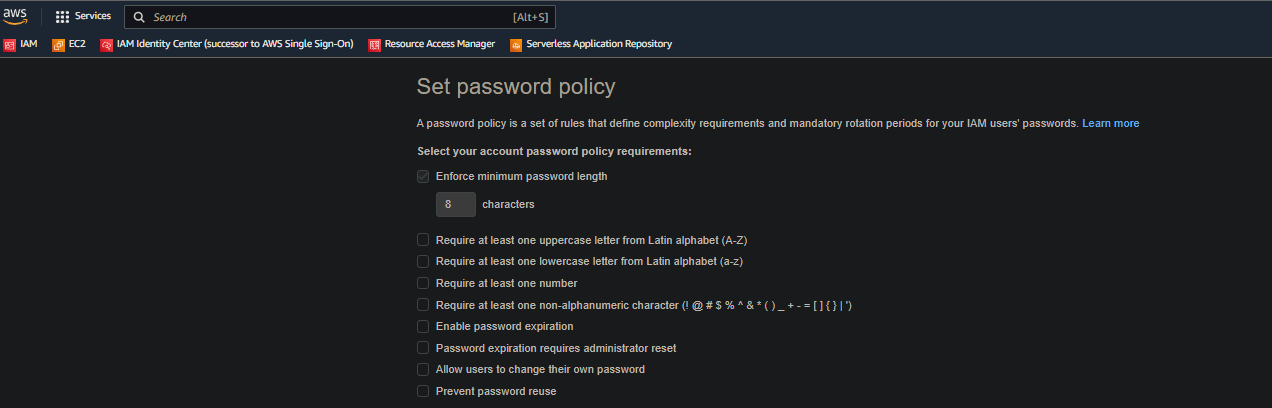 aws Services Search [Alt+S]
IAM EC2 IAM Identity Center (successor to AWS Single Sign-On) Resource Access Manager Serverless Application Repository
Set password policy
A password policy is a set of rules that define complexity requirements and mandatory rotation periods for your IAM users' passwords. Learn more
Select your account password policy requirements:
Enforce minimum password length
8 characters
Require at least one uppercase letter from Latin alphabet (A-Z)
Require at least one lowercase letter from Latin alphabet (a-z)
Require at least one number
Require at least one non-alphanumeric character (! @ # $ % ^ & * ( ) _ + - = [ ] { } | ')
Enable password expiration
Password expiration requires administrator reset
Allow users to change their own password
Prevent password reuse